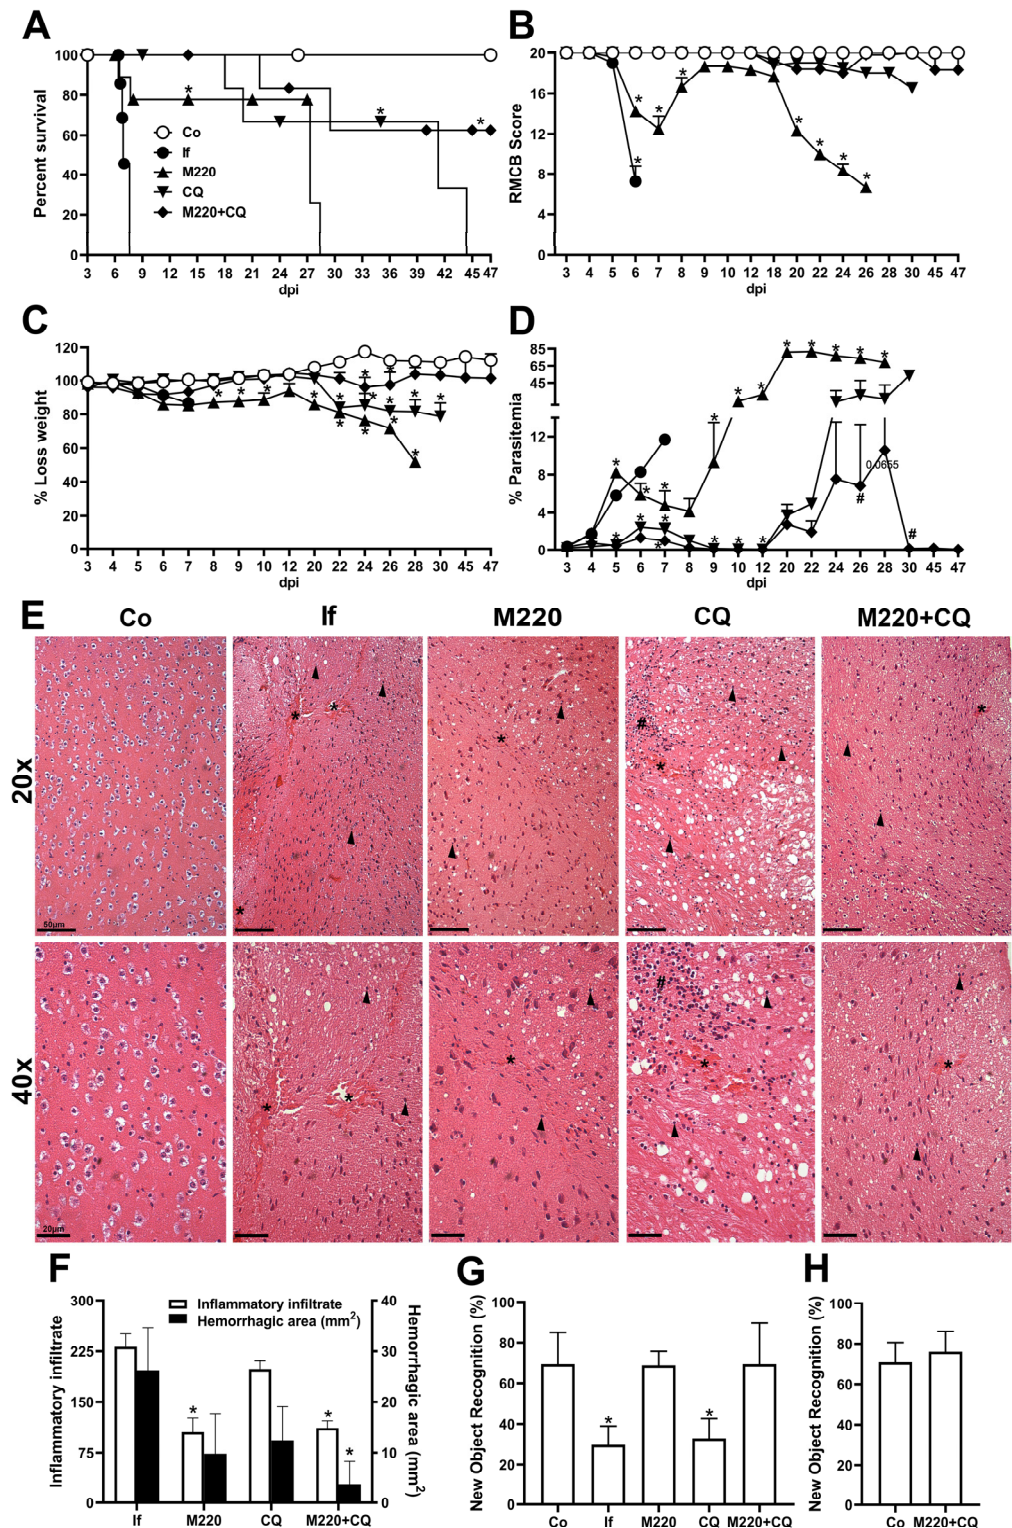 A
Percent survival
100
80
60
40
20
0
Co
If
M220
CQ
M220+CQ
* * *
3 6 9 12 15 18 21 24 27 30 33 36 39 42 45 47
dpi
B
RMCB Score
20
16
12
8
4
0
* * * * * * * *
3 4 5 6 7 8 9 10 12 18 20 22 24 26 28 30 45 47
dpi
C
% Loss weight
120
100
80
60
40
20
0
* * * * * * * * * * * * *
3 4 5 6 7 8 9 10 12 20 22 24 26 28 30 45 47
dpi
D
% Parasitemia
85
65
45
12
8
4
0
* * * * * * * * * * * * * * * * * *
0.0655
# #
3 4 5 6 7 8 9 10 12 20 22 24 26 28 30 45 47
dpi
E
Co If M220 CQ M220+CQ
20x
50µm
* * * * # * *
40x
20µm
* * * # * *
F
Inflammatory infiltrate
Hemorrhagic area (mm²)
Inflammatory infiltrate
300
225
150
75
0
Hemorrhagic area (mm²)
40
30
20
10
0
* * *
If M220 CQ M220+CQ
G
New Object Recognition (%)
100
80
60
40
20
0
* *
Co If M220 CQ M220+CQ
H
New Object Recognition (%)
100
80
60
40
20
0
Co M220+CQ